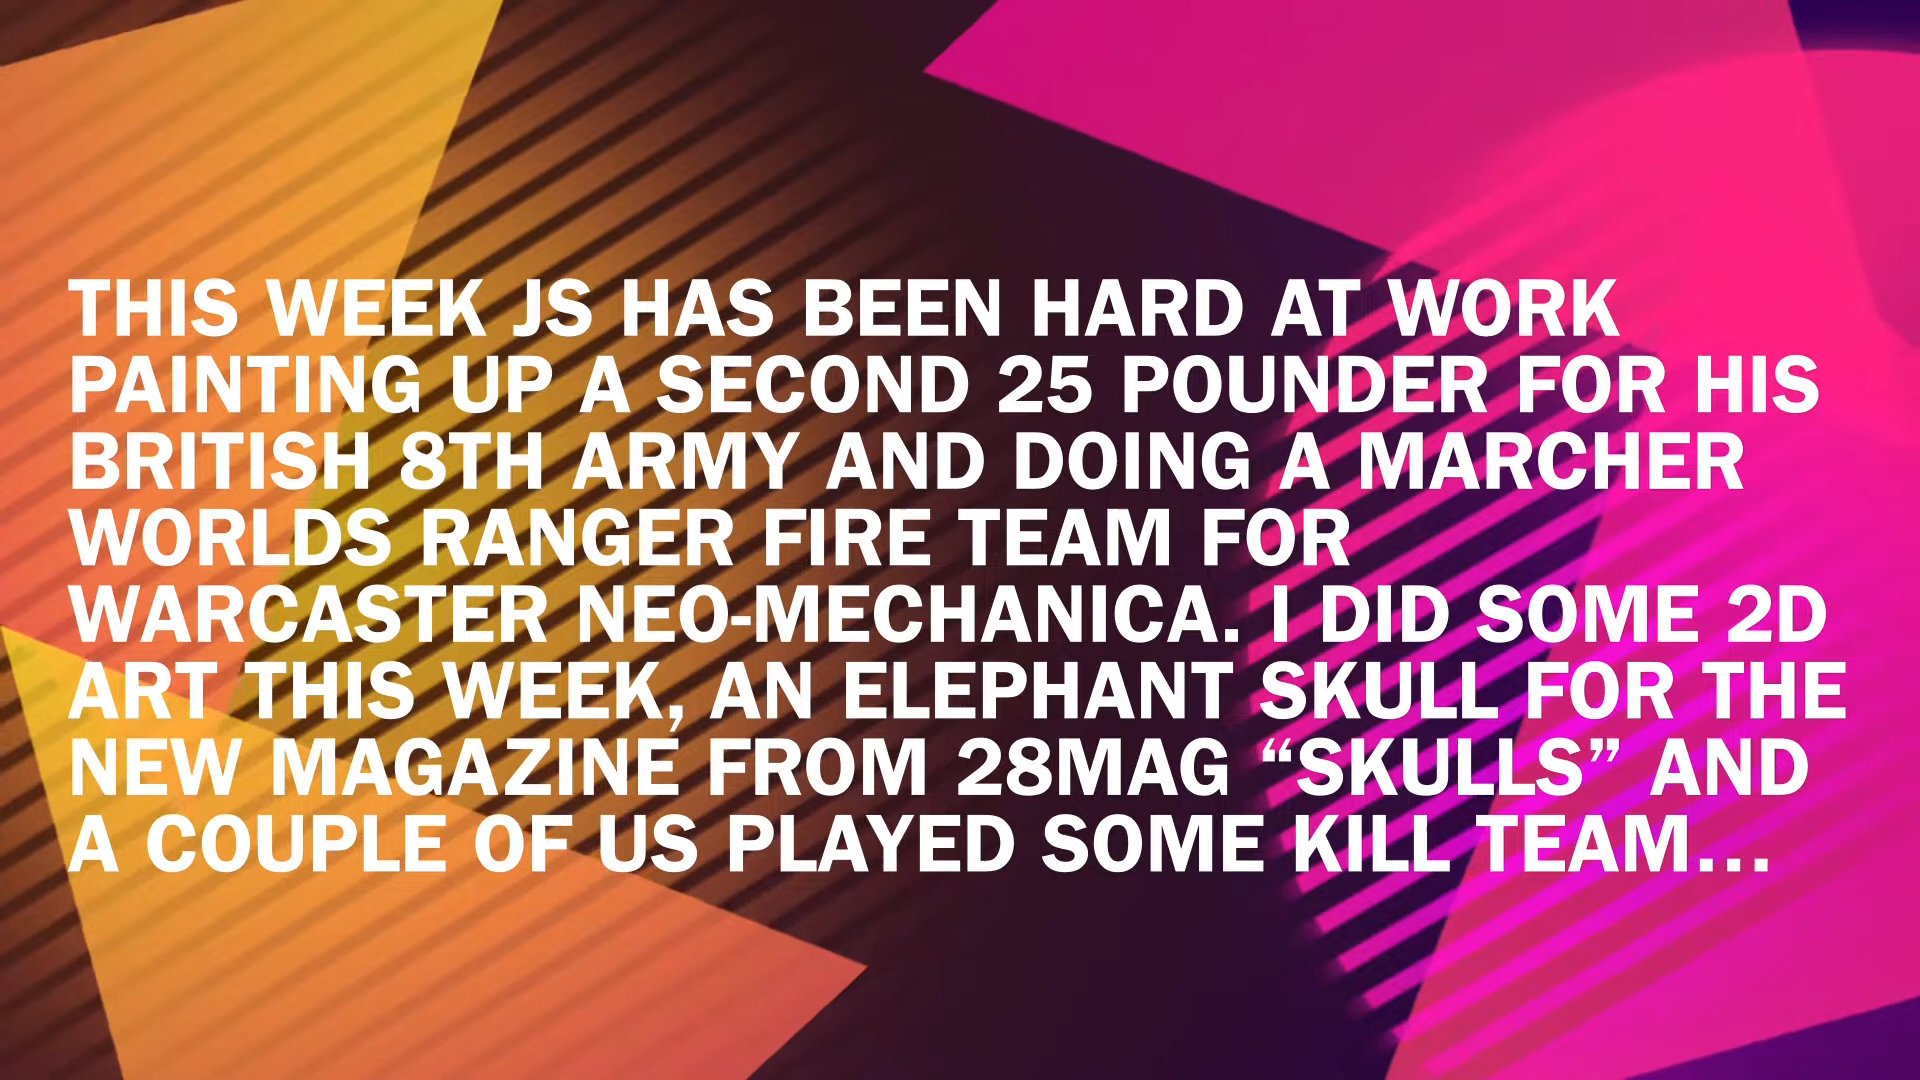 THIS WEEK JS HAS BEEN HARD AT WORK
PAINTING UP A SECOND 25 POUNDER FOR HIS
BRITISH 8TH ARMY AND DOING A MARCHER
WORLDS RANGER FIRE TEAM FOR
WARCASTER NEO-MECHANICA. I DID SOME 2D
ART THIS WEEK, AN ELEPHANT SKULL FOR THE
NEW MAGAZINE FROM 28MAG “SKULLS” AND
A COUPLE OF US PLAYED SOME KILL TEAM…